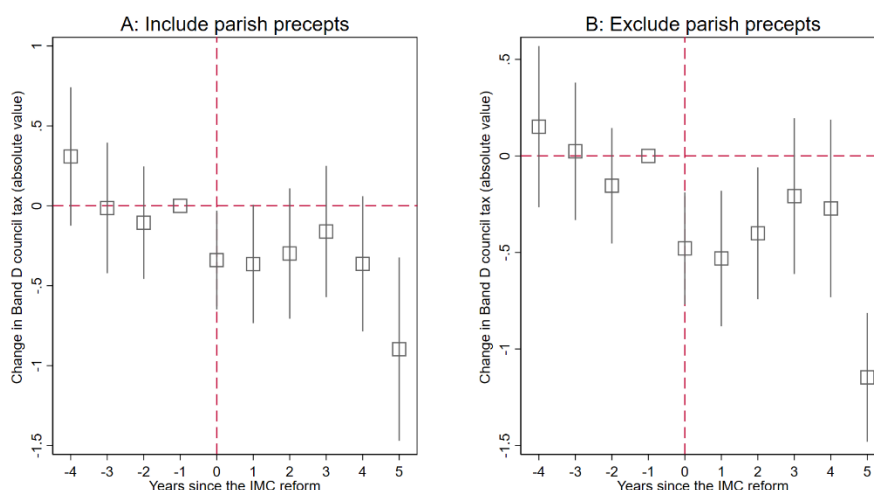 A: Include parish precepts
Change in Band D council tax (absolute value)
1
.5
0
-.5
-1
-1.5
-4 -3 -2 -1 0 1 2 3 4 5
Years since the IMC reform
B: Exclude parish precepts
Change in Band D council tax (absolute value)
.5
0
-.5
-1
-1.5
-4 -3 -2 -1 0 1 2 3 4 5
Years since the IMC reform